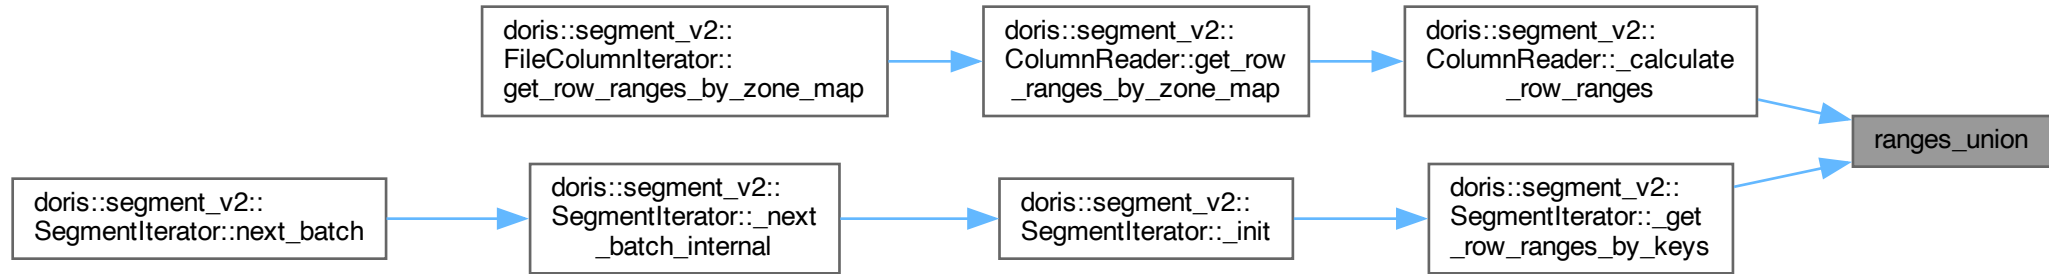 doris::segment_v2::
FileColumnIterator::
get_row_ranges_by_zone_map
doris::segment_v2::
ColumnReader::get_row
_ranges_by_zone_map
doris::segment_v2::
ColumnReader::_calculate
_row_ranges
ranges_union
doris::segment_v2::
SegmentIterator::next_batch
doris::segment_v2::
SegmentIterator::_next
_batch_internal
doris::segment_v2::
SegmentIterator::_init
doris::segment_v2::
SegmentIterator::_get
_row_ranges_by_keys